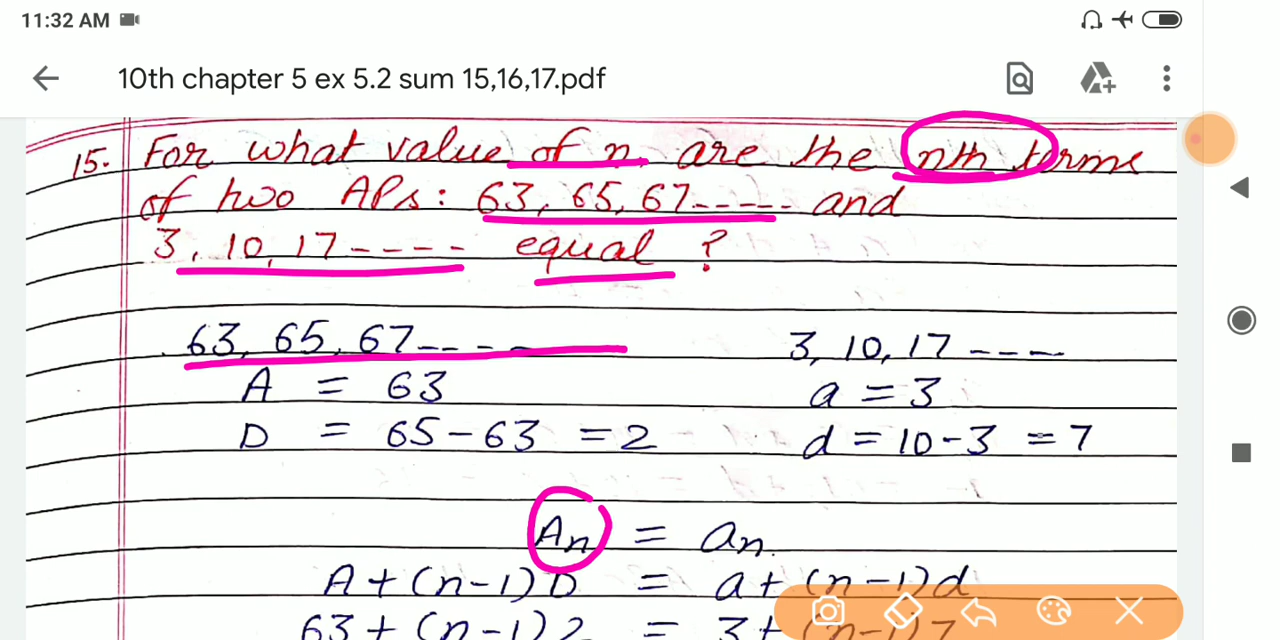 11:32 AM
10th chapter 5 ex 5.2 sum 15,16,17.pdf
15. For what value of n are the nth terms
of two APs: 63, 65, 67----- and
3, 10, 17---- equal ?
63, 65, 67---- 3, 10, 17 ----
A = 63 a = 3
D = 65-63 = 2 d = 10-3 = 7
An = an
A+(n-1)D = a+(n-1)d
63+(n-1)2 = 3+(n-1)7